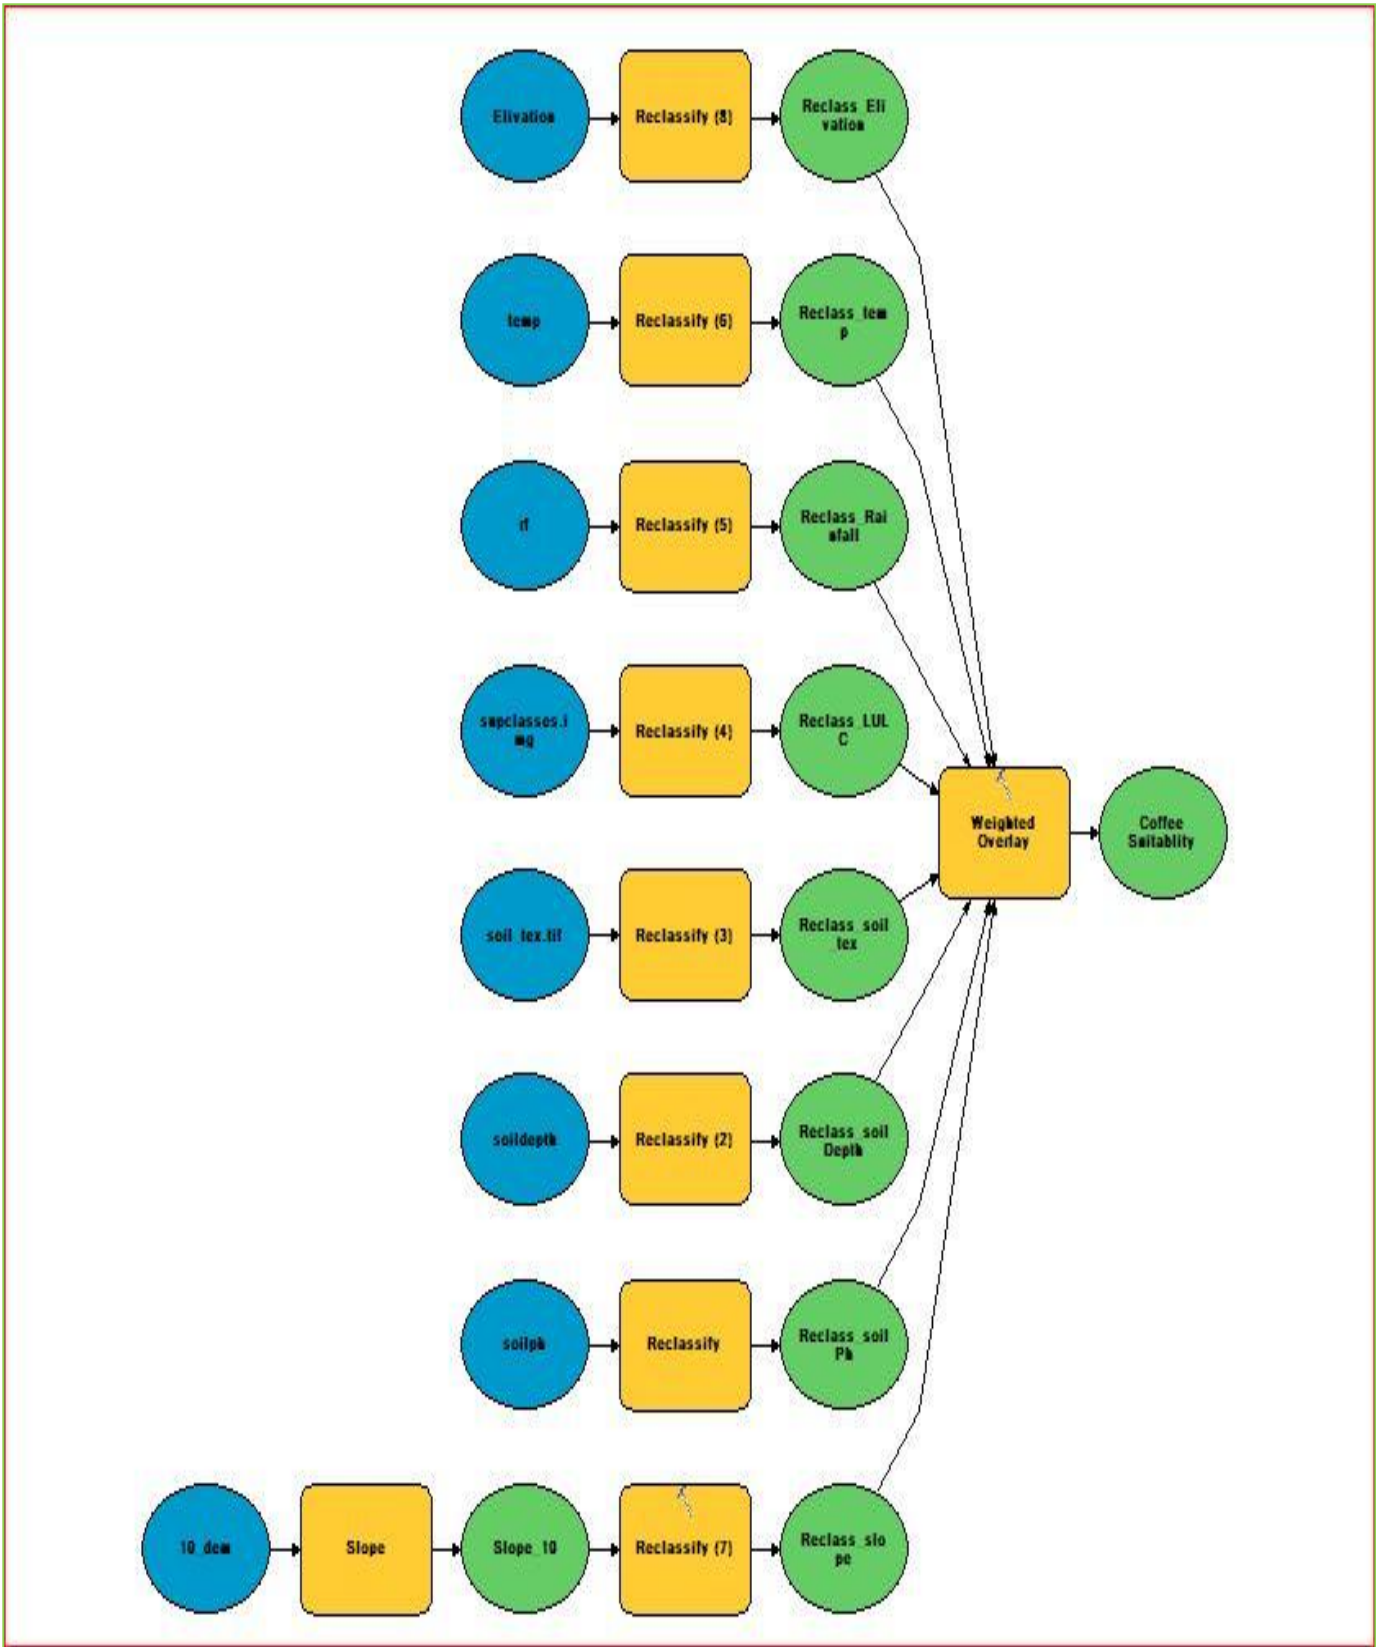 Elivation
Reclassify (8)
Reclass_Eli
vation
temp
Reclassify (6)
Reclass_tem
p
rf
Reclassify (5)
Reclass_Rai
nfall
supclasses.i
mg
Reclassify (4)
Reclass_LUL
C
Weighted
Overlay
Coffee
Suitablity
soil_tex.tif
Reclassify (3)
Reclass_soil
tex
soildepth
Reclassify (2)
Reclass_soil
Depth
soilph
Reclassify
Reclass_soil
Ph
10_dem
Slope
Slope_10
Reclassify (7)
Reclass_slo
pe